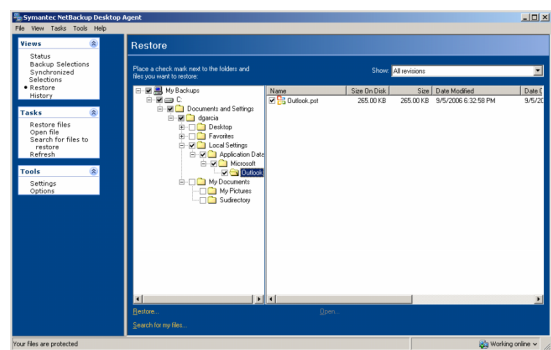 Symantec NetBackup Desktop Agent
File View Tasks Tools Help
Views
Status
Backup Selections
Synchronized
Selections
Restore
History
Tasks
Restore files
Open file
Search for files to
restore
Refresh
Tools
Settings
Options
Restore
Place a check mark next to the folders and
files you want to restore:
Show: All revisions
My Backups
C:
Documents and Settings
dgarcia
Desktop
Favorites
Local Settings
Application Data
Microsoft
Outlook
My Documents
My Pictures
Sudirectory
Name Size On Disk Size Date Modified Date C
Outlook.pst 265.00 KB 265.00 KB 9/5/2006 6:32:58 PM 9/5/20
Restore...
Open...
Search for my files...
Your files are protected
Working online